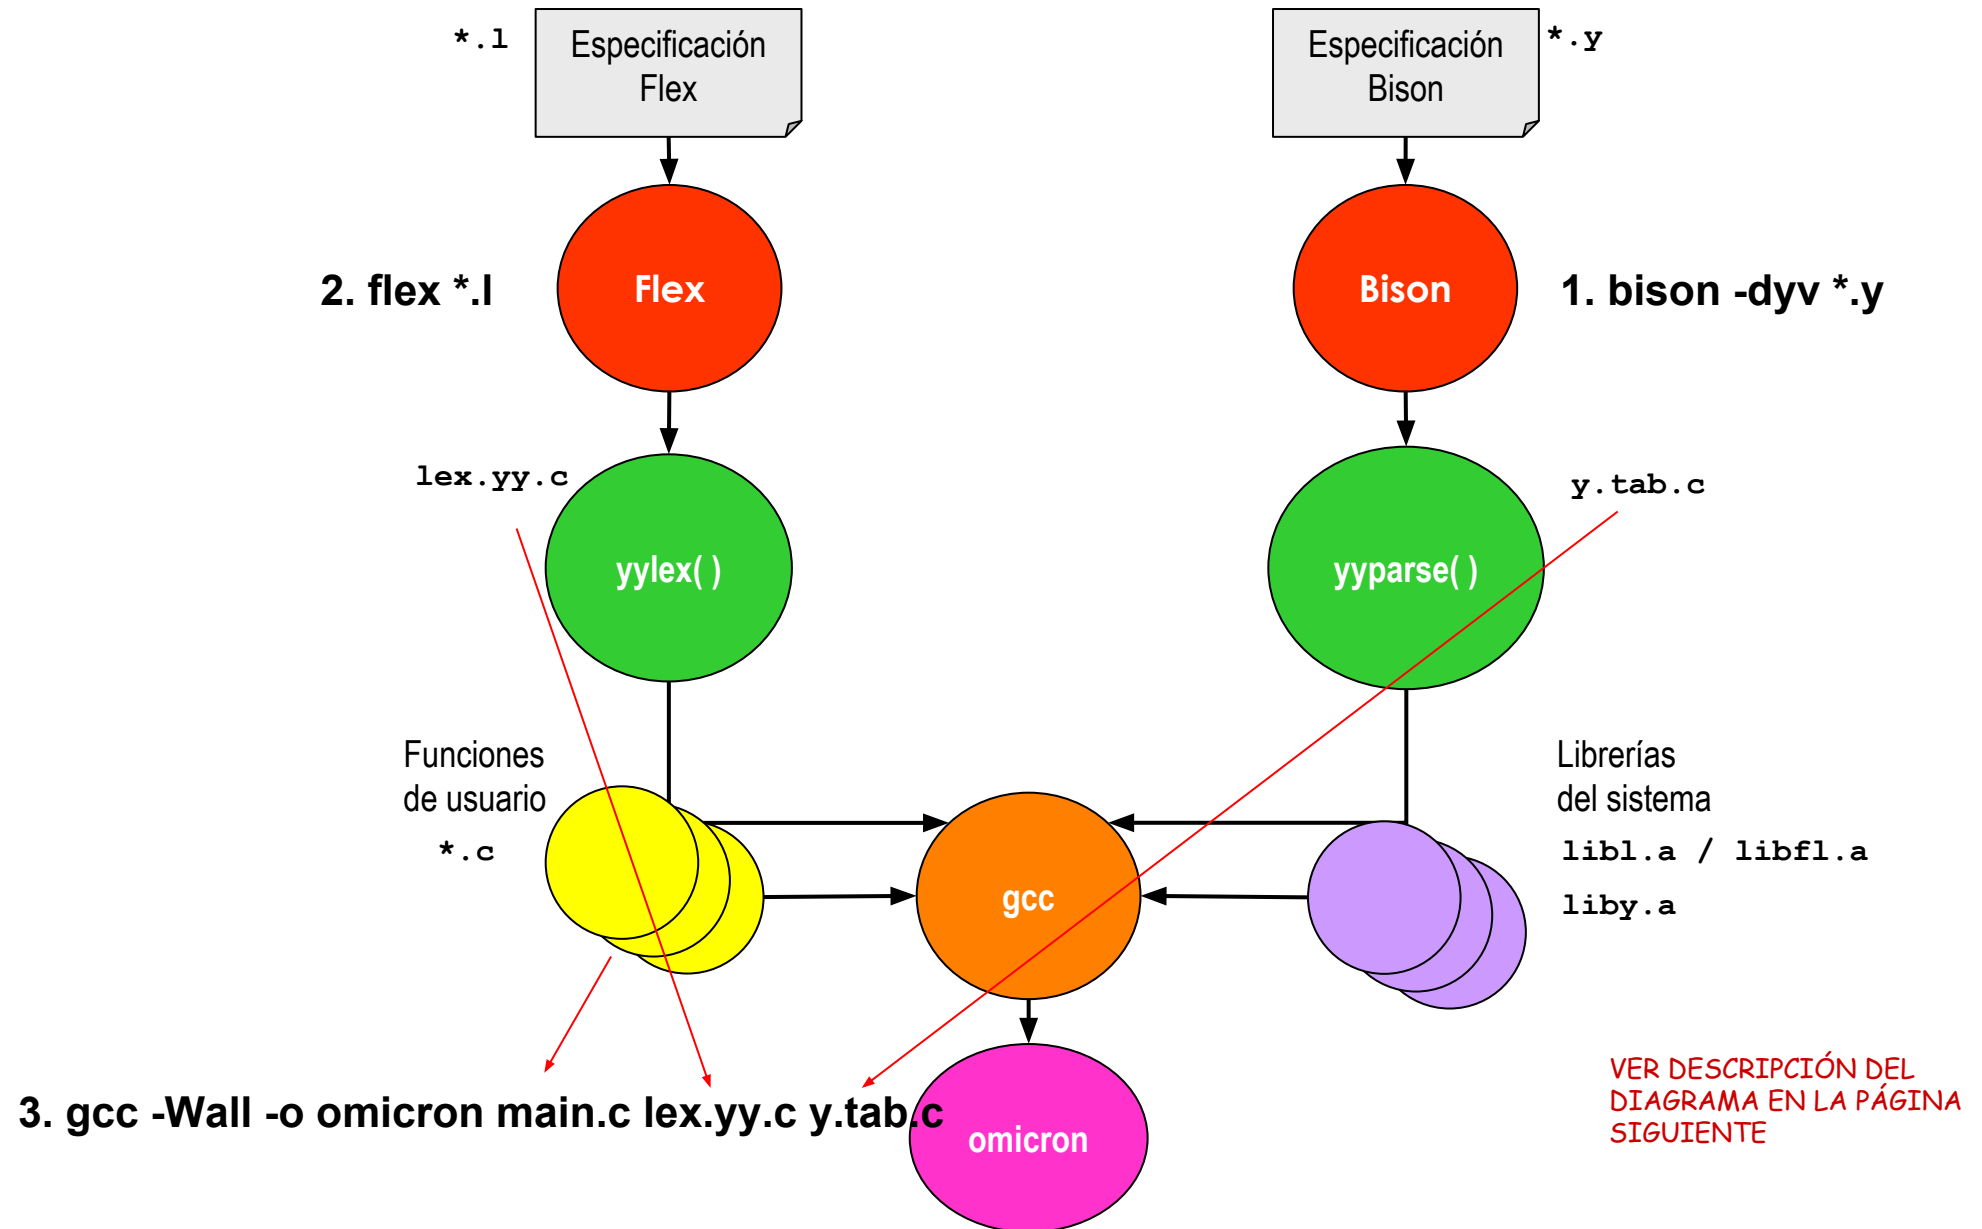 *.l
Especificación
Flex
Especificación
Bison
*.y
2. flex *.l
Flex
Bison
1. bison -dyv *.y
lex.yy.c
y.tab.c
yylex( )
yyparse( )
Funciones
de usuario
*.c
Librerías
del sistema
libl.a / libfl.a
liby.a
gcc
3. gcc -Wall -o omicron main.c lex.yy.c y.tab.c
omicron
VER DESCRIPCIÓN DEL
DIAGRAMA EN LA PÁGINA
SIGUIENTE